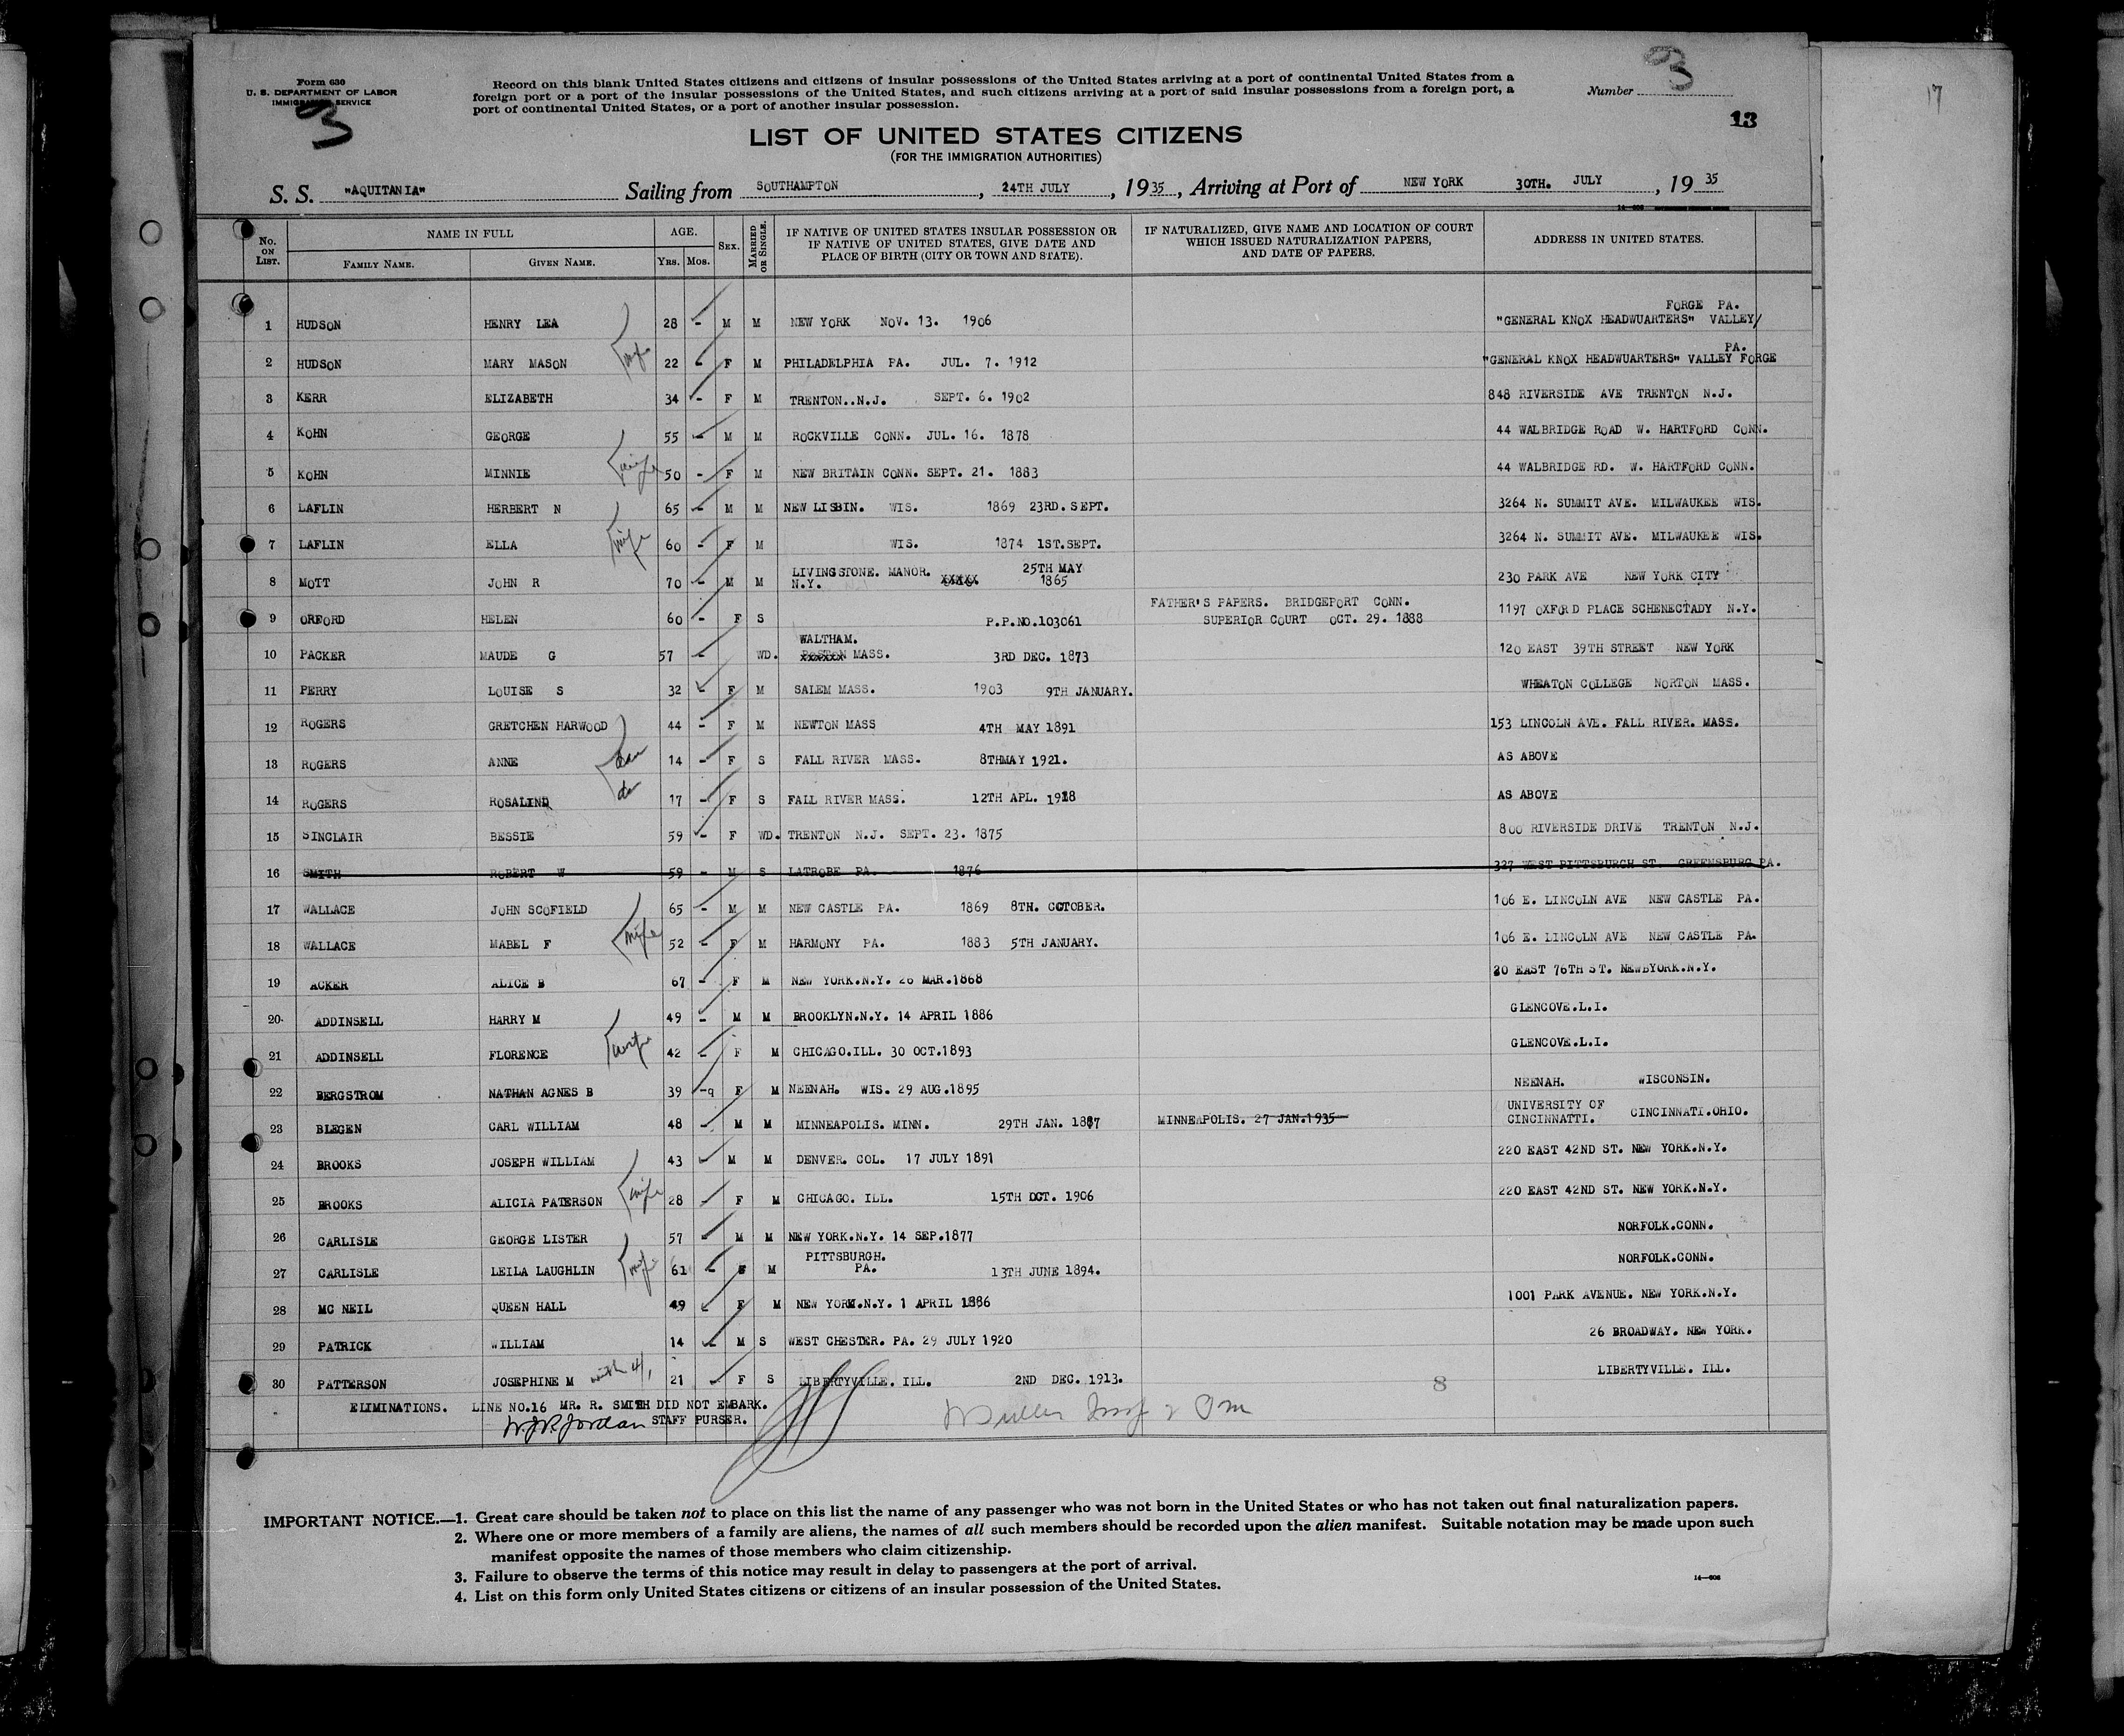 Form 630
U. S. DEPARTMENT OF LABOR
IMMIGRATION SERVICE
Record on this blank United States citizens and citizens of insular possessions of the United States arriving at a port of continental United States from a
foreign port or a port of the insular possessions of the United States, and such citizens arriving at a port of said insular possessions from a foreign port, a
port of continental United States, or a port of another insular possession.
Number 3
3
13
17
LIST OF UNITED STATES CITIZENS
(FOR THE IMMIGRATION AUTHORITIES)
S. S. "AQUITANIA" Sailing from SOUTHAMPTON, 24TH JULY, 1935, Arriving at Port of NEW YORK 30TH. JULY, 1935
No. ON LIST. NAME IN FULL FAMILY NAME. GIVEN NAME. AGE. YRS. MOS. SEX. MARRIED OR SINGLE. IF NATIVE OF UNITED STATES INSULAR POSSESSION OR IF NATIVE OF UNITED STATES, GIVE DATE AND PLACE OF BIRTH (CITY OR TOWN AND STATE). IF NATURALIZED, GIVE NAME AND LOCATION OF COURT WHICH ISSUED NATURALIZATION PAPERS, AND DATE OF PAPERS. ADDRESS IN UNITED STATES.
1 HUDSON HENRY LEA 28 - M M NEW YORK NOV. 13. 1906 "GENERAL KNOX HEADWUARTERS" VALLEY/ FORGE PA.
2 HUDSON MARY MASON wife 22 - F M PHILADELPHIA PA. JUL. 7. 1912 "GENERAL KNOX HEADWUARTERS" VALLEY FORGE PA.
3 KERR ELIZABETH 34 - F M TRENTON..N.J. SEPT. 6. 1902 848 RIVERSIDE AVE TRENTON N.J.
4 KOHN GEORGE 55 - M M ROCKVILLE CONN. JUL. 16. 1878 44 WALBRIDGE ROAD W. HARTFORD CONN.
5 KOHN MINNIE wife 50 - F M NEW BRITAIN CONN. SEPT. 21. 1883 44 WALBRIDGE RD. W. HARTFORD CONN.
6 LAFLIN HERBERT N 65 - M M NEW LISBIN. WIS. 1869 23RD. SEPT. 3264 N. SUMMIT AVE. MILWAUKEE WIS.
7 LAFLIN ELLA wife 60 - F M WIS. 1874 1ST.SEPT. 3264 N. SUMMIT AVE. MILWAUKEE WIS.
8 MOTT JOHN R 70 - M M LIVINGSTONE. MANOR. N.Y. XXXXX 25TH MAY 1865 230 PARK AVE NEW YORK CITY
9 ORFORD HELEN 60 - F S P.P.NO.103061 FATHER'S PAPERS. BRIDGEPORT CONN. SUPERIOR COURT OCT. 29. 1888 1197 OXFORD PLACE SCHENECTADY N.Y.
10 PACKER MAUDE G 57 - WD. WALTHAM. BOSTON MASS. 3RD DEC. 1873 120 EAST 39TH STREET NEW YORK
11 PERRY LOUISE S 32 - F M SALEM MASS. 1903 9TH JANUARY. WHEATON COLLEGE NORTON MASS.
12 ROGERS GRETCHEN HARWOOD 44 - F M NEWTON MASS 4TH MAY 1891 153 LINCOLN AVE. FALL RIVER. MASS.
13 ROGERS ANNE dau 14 - F S FALL RIVER MASS. 8THMAY 1921. AS ABOVE
14 ROGERS ROSALIND do 17 - F S FALL RIVER MASS. 12TH APL. 1918 AS ABOVE
15 SINCLAIR BESSIE 59 - F WD. TRENTON N.J. SEPT. 23. 1875 800 RIVERSIDE DRIVE TRENTON N.J.
16 SMITH ROBERT W 59 - M S LATROBE PA. 1876 327 WEST PITTSBURGH ST. GREENSBURG PA.
17 WALLACE JOHN SCOFIELD 65 - M M NEW CASTLE PA. 1869 8TH. OCTOBER. 106 E. LINCOLN AVE NEW CASTLE PA.
18 WALLACE MABEL F wife 52 - F M HARMONY PA. 1883 5TH JANUARY. 106 E. LINCOLN AVE NEW CASTLE PA.
19 ACKER ALICE B 67 - F M NEW YORK.N.Y. 26 MAR.1868 20 EAST 76TH ST. NEWBYORK.N.Y.
20 ADDINSELL HARRY M 49 - M M BROOKLYN.N.Y. 14 APRIL 1886 GLENCOVE.L.I.
21 ADDINSELL FLORENCE wife 42 - F M CHICAGO.ILL. 30 OCT.1893 GLENCOVE.L.I.
22 BERGSTROM NATHAN AGNES B 39 -9 F M NEENAH. WIS. 29 AUG.1895 NEENAH. WISCONSIN.
23 BLEGEN CARL WILLIAM 48 - M M MINNEAPOLIS. MINN. 29TH JAN. 1887 MINNEAPOLIS. 27 JAN.1935 UNIVERSITY OF CINCINNATTI. CINCINNATI.OHIO.
24 BROOKS JOSEPH WILLIAM 43 - M M DENVER. COL. 17 JULY 1891 220 EAST 42ND ST. NEW YORK.N.Y.
25 BROOKS ALICIA PATERSON wife 28 F M CHICAGO. ILL. 15TH OCT. 1906 220 EAST 42ND ST. NEW YORK.N.Y.
26 CARLISLE GEORGE LISTER 57 - M M NEW YORK.N.Y. 14 SEP.1877 NORFOLK.CONN.
27 CARLISLE LEILA LAUGHLIN wife 61 - F M PITTSBURGH. PA. 13TH JUNE 1894. NORFOLK.CONN.
28 MC NEIL QUEEN HALL 49 - F M NEW YORK.N.Y. 1 APRIL 1886 1001 PARK AVENUE. NEW YORK.N.Y.
29 PATRICK WILLIAM 14 - M S WEST CHESTER. PA. 29 JULY 1920 26 BROADWAY. NEW YORK.
30 PATTERSON JOSEPHINE M with 4/1 21 - F S LIBERTYVILLE. ILL. 2ND DEC. 1913. LIBERTYVILLE. ILL.
8
ELIMINATIONS. LINE NO.16 MR. R. SMITH DID NOT EMBARK.
W.J.R. Jordan STAFF PURSER.
IMPORTANT NOTICE.—1. Great care should be taken not to place on this list the name of any passenger who was not born in the United States or who has not taken out final naturalization papers.
2. Where one or more members of a family are aliens, the names of all such members should be recorded upon the alien manifest. Suitable notation may be made upon such
manifest opposite the names of those members who claim citizenship.
3. Failure to observe the terms of this notice may result in delay to passengers at the port of arrival.
4. List on this form only United States citizens or citizens of an insular possession of the United States.
14—606